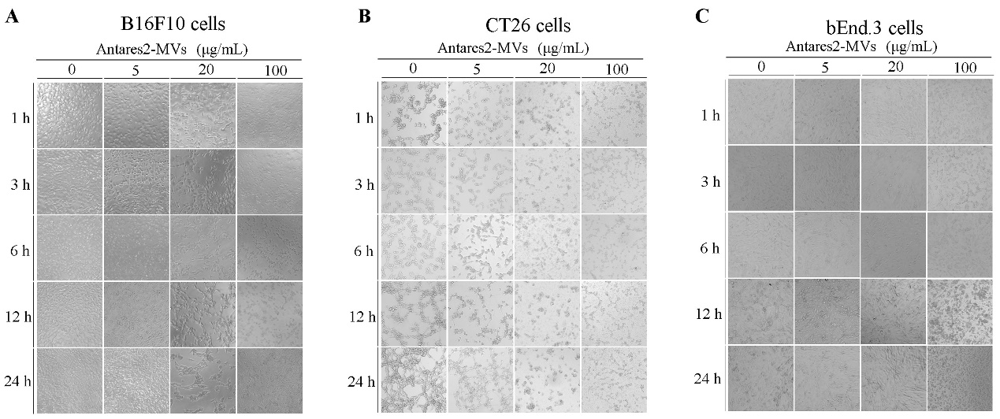 A
B16F10 cells
Antares2-MVs (μg/mL)
0 5 20 100
1 h
3 h
6 h
12 h
24 h
B
CT26 cells
Antares2-MVs (μg/mL)
0 5 20 100
1 h
3 h
6 h
12 h
24 h
C
bEnd.3 cells
Antares2-MVs (μg/mL)
0 5 20 100
1 h
3 h
6 h
12 h
24 h